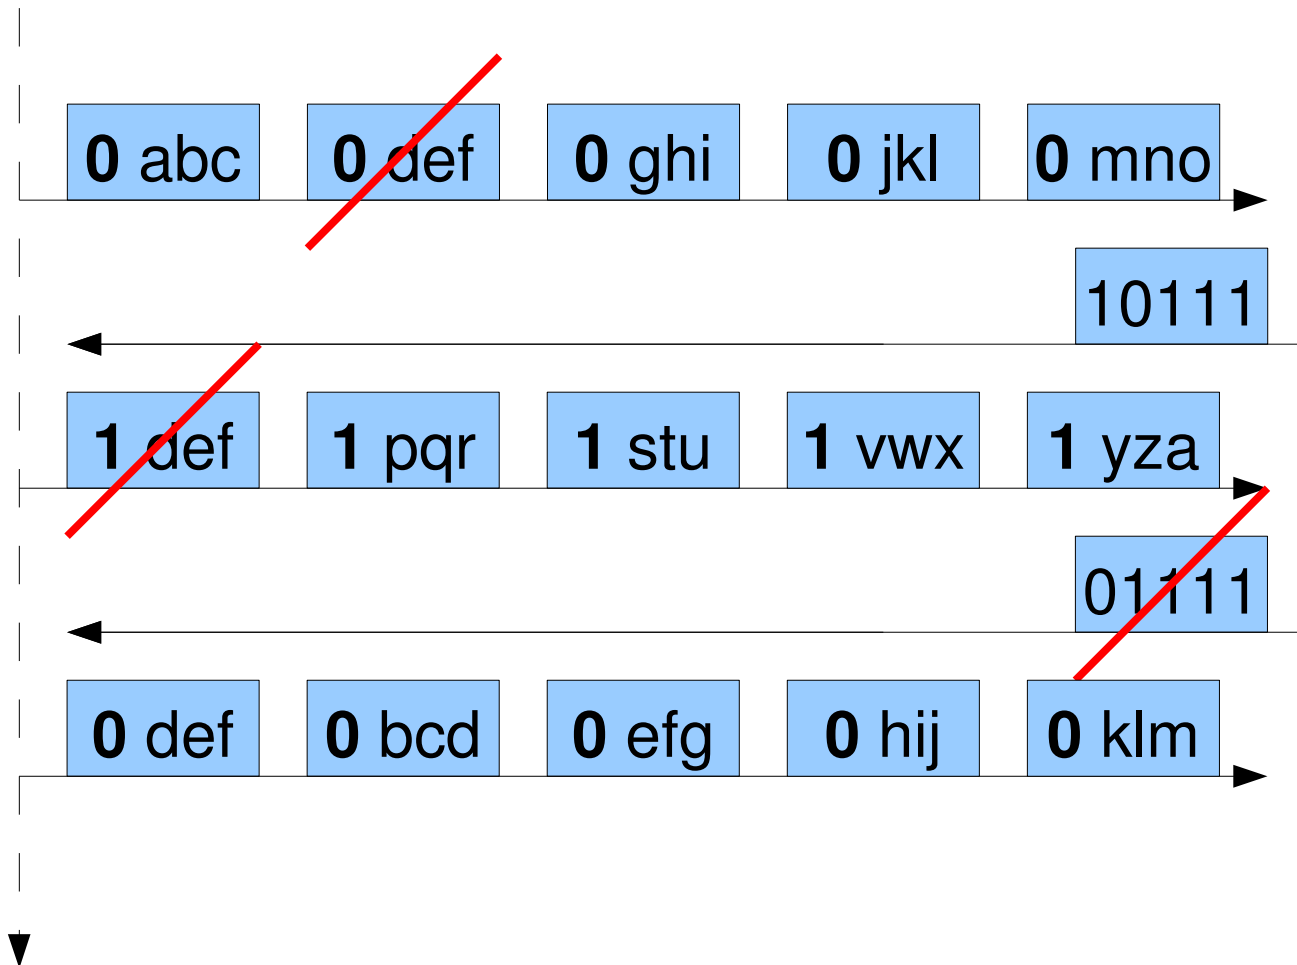 0 abc 0 def 0 ghi 0 jkl 0 mno
10111
1 def 1 pqr 1 stu 1 vwx 1 yza
01111
0 def 0 bcd 0 efg 0 hij 0 klm